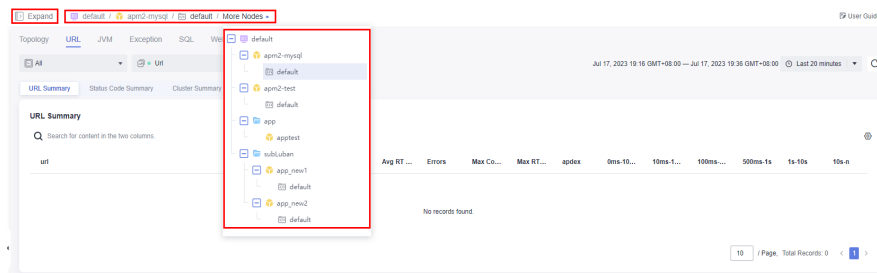 Expand default / apm2-mysql / default / More Nodes
User Guid
Topology URL JVM Exception SQL We
All Url
Jul 17, 2023 19:16 GMT+08:00 — Jul 17, 2023 19:36 GMT+08:00 Last 20 minutes
URL Summary Status Code Summary Cluster Summary
URL Summary
Search for content in the two columns.
url Avg RT ... Errors Max Co... Max RT... apdex 0ms-10... 10ms-1... 100ms-... 500ms-1s 1s-10s 10s-n
No records found.
10 / Page, Total Records: 0 < 1 >
default
apm2-mysql
default
apm2-test
default
app
apptest
subLuban
app_new1
default
app_new2
default